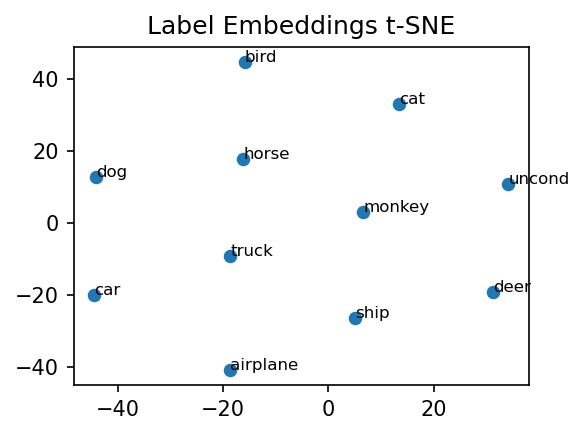 Label Embeddings t-SNE
bird
40
cat
20
horse
dog
uncond
monkey
0
truck
car
−20
deer
ship
airplane
−40
−40 −20 0 20